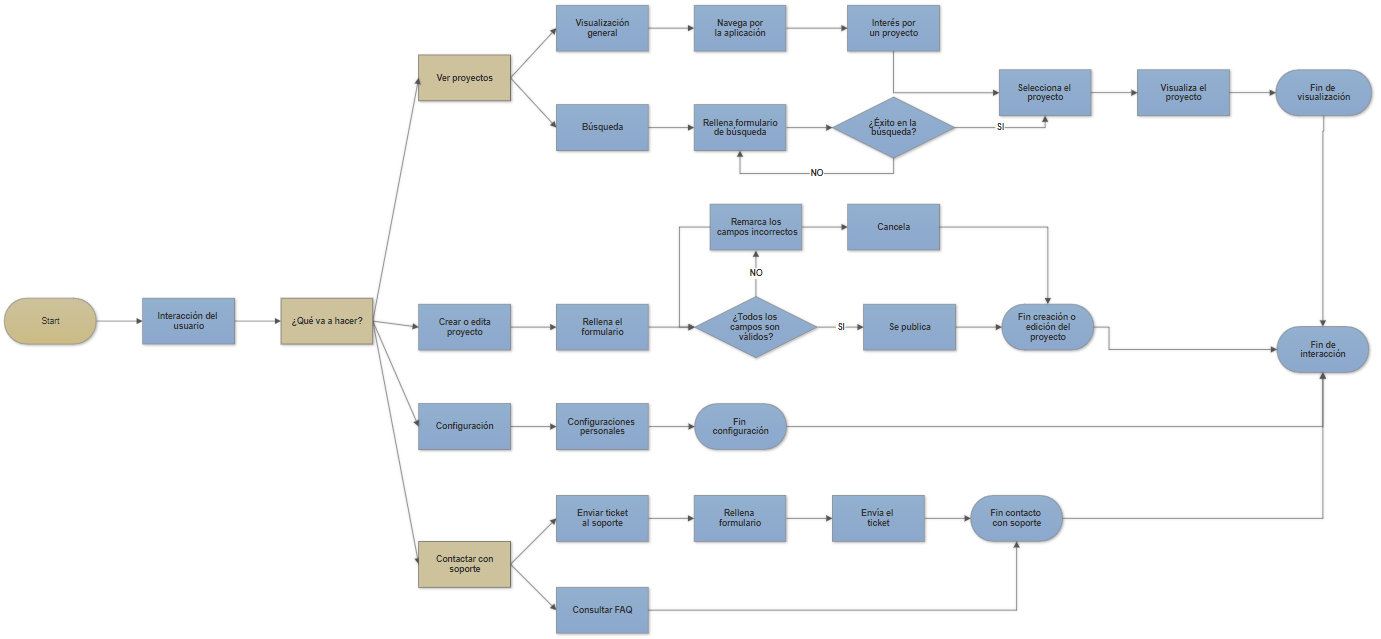 Visualización
general
Navega por
la aplicación
Interés por
un proyecto
Ver proyectos
Selecciona el
proyecto
Visualiza el
proyecto
Fin de
visualización
Búsqueda
Rellena formulario
de búsqueda
¿Éxito en la
búsqueda?
SI
NO
Remarca los
campos incorrectos
Cancela
NO
Start
Interacción del
usuario
¿Qué va a hacer?
Crear o edita
proyecto
Rellena el
formulario
¿Todos los
campos son
válidos?
SI
Se publica
Fin creación o
edición del
proyecto
Fin de
interacción
Configuración
Configuraciones
personales
Fin
configuración
Enviar ticket
al soporte
Rellena
formulario
Envía el
ticket
Fin contacto
con soporte
Contactar con
soporte
Consultar FAQ